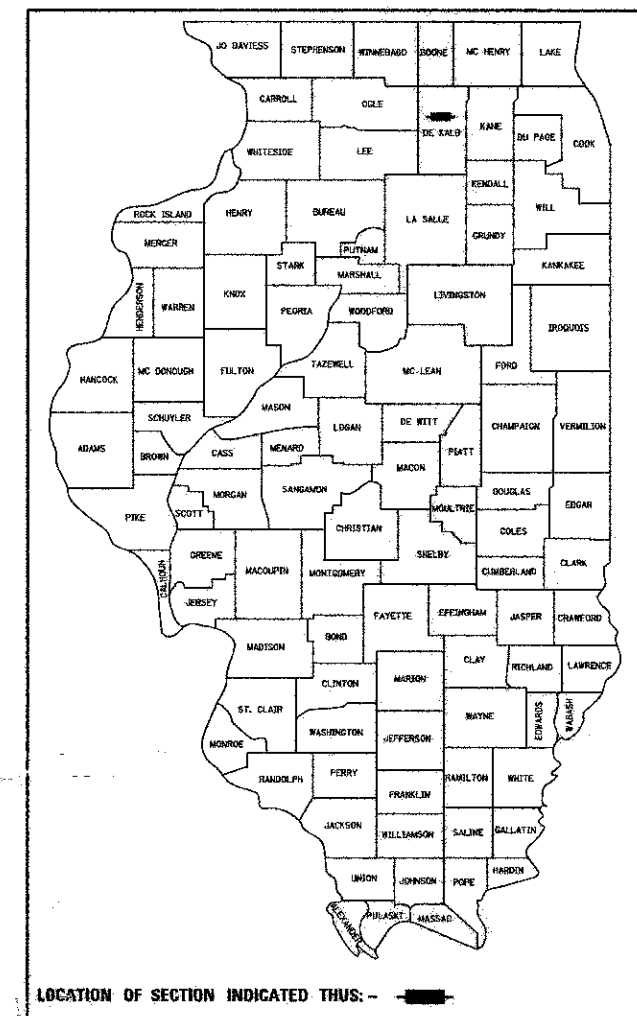 JO DAVIESS STEPHENSON WINNEBAGO BOONE MC HENRY LAKE
CARROLL OGLE DE KALB KANE DU PAGE COOK
WHITESIDE LEE KENDALL WILL
ROCK ISLAND HENRY BUREAU LA SALLE GRUNDY
MERCER STARK PUTNAM KANKAKEE
HENDERSON WARREN KNOX MARSHALL LIVINGSTON
PEORIA WOODFORD IROQUOIS
HANCOCK MC DONOUGH FULTON TAZEWELL MC-LEAN FORD
MASON
SCHUYLER LOGAN DE WITT CHAMPAIGN VERMILION
ADAMS BROWN CASS MENARD MACON PIATT
MORGAN SANGAMON DOUGLAS EDGAR
PIKE SCOTT CHRISTIAN MOULTRIE COLES
GREENE MACOUPIN MONTGOMERY SHELBY CUMBERLAND CLARK
CALHOUN JERSEY
FAYETTE EFFINGHAM JASPER CRAWFORD
MADISON BOND
CLINTON MARION CLAY RICHLAND LAWRENCE
ST. CLAIR WAYNE EDWARDS WABASH
MONROE WASHINGTON JEFFERSON
RANDOLPH PERRY HAMILTON WHITE
FRANKLIN
JACKSON WILLIAMSON SALINE GALLATIN
UNION JOHNSON POPE HARDIN
ALEXANDER PULASKI MASSAC
LOCATION OF SECTION INDICATED THUS: -